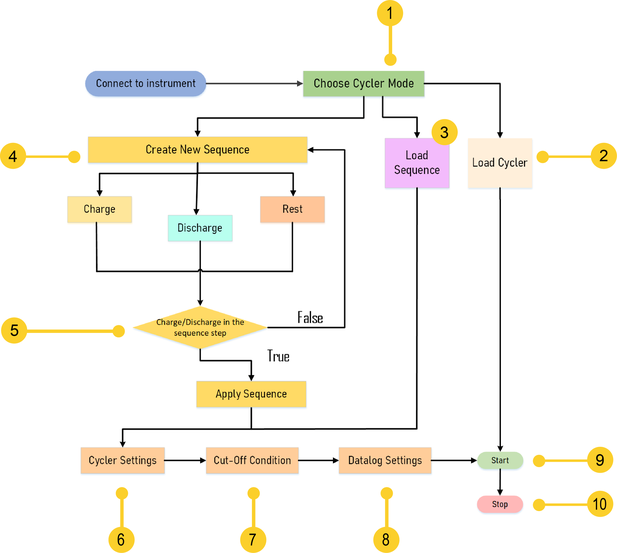 1
Connect to instrument
Choose Cycler Mode
3
4
Create New Sequence
Load
Sequence
Load Cycler
2
Charge
Discharge
Rest
5
Charge/Discharge in the
sequence step
False
True
Apply Sequence
Cycler Settings
Cut-Off Condition
Datalog Settings
Start
9
Stop
10
6
7
8